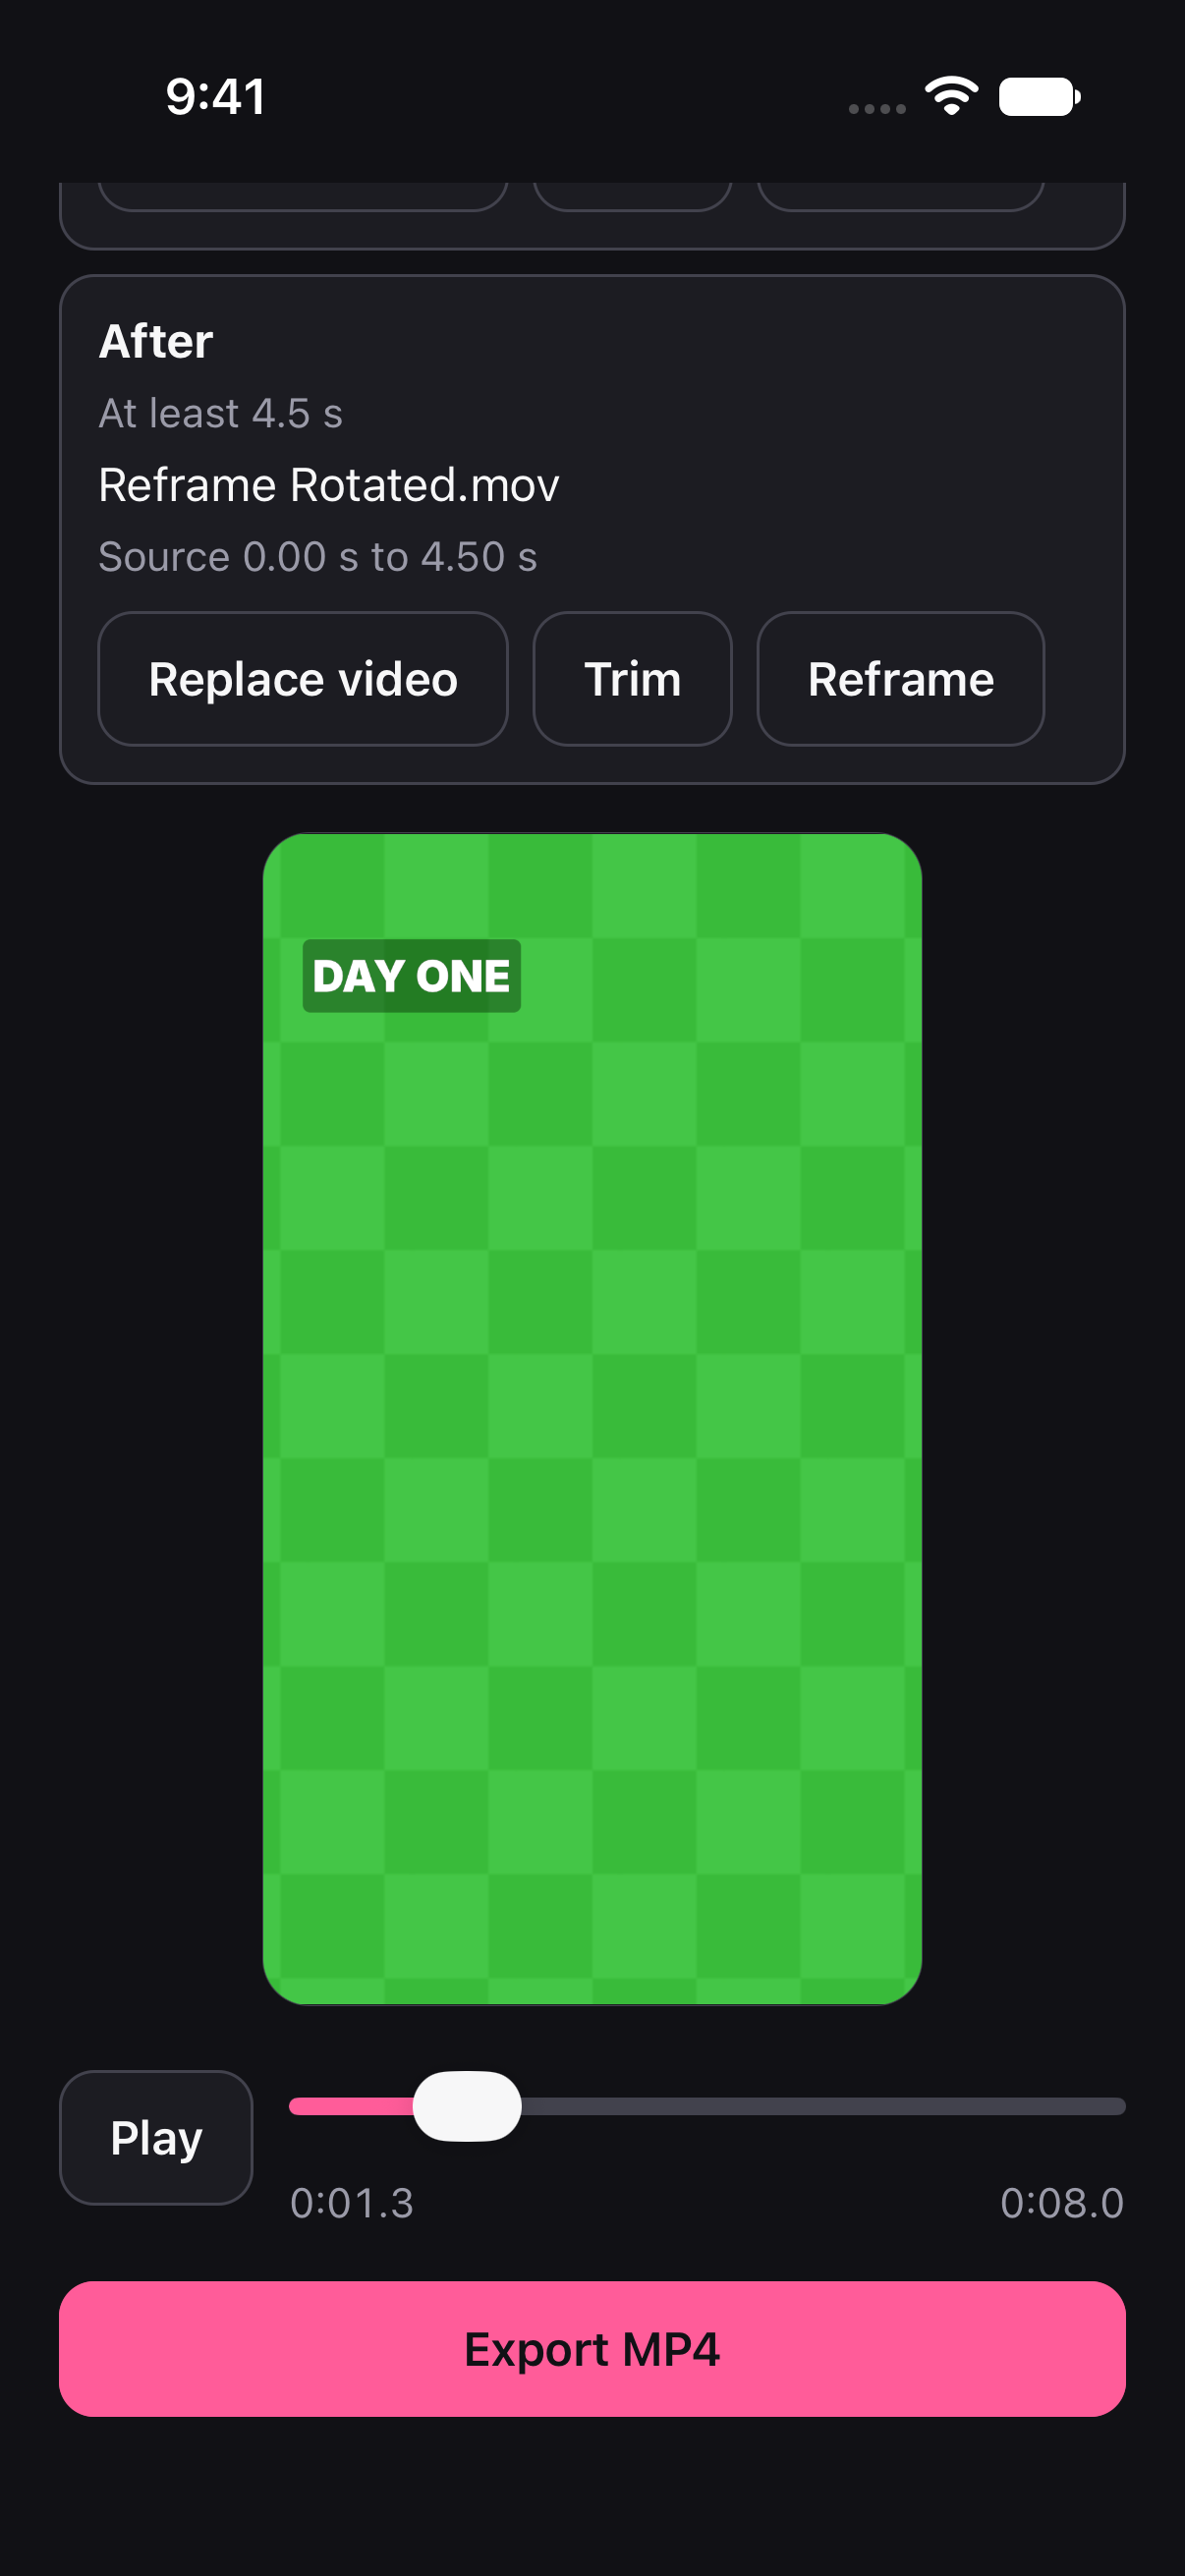 9:41
After
At least 4.5 s
Reframe Rotated.mov
Source 0.00 s to 4.50 s
Replace video Trim Reframe
DAY ONE
Play
0:01.3 0:08.0
Export MP4